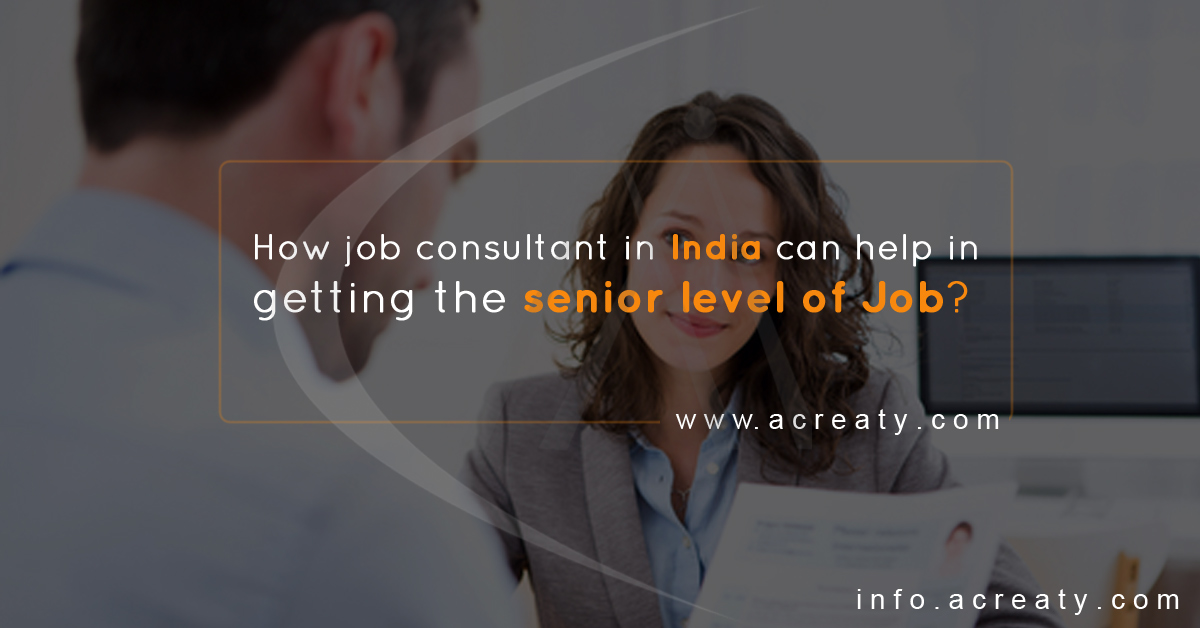 How job consultant in India can help in
getting the senior level of Job?
www.acreaty.com
info.acreaty.com